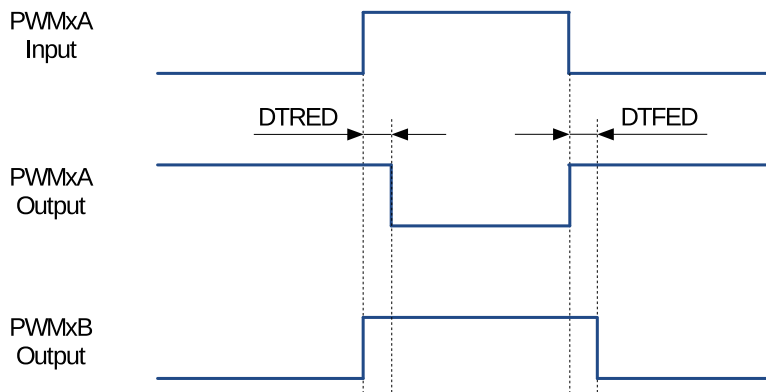 PWMxA
Input
DTRED
DTFED
PWMxA
Output
PWMxB
Output